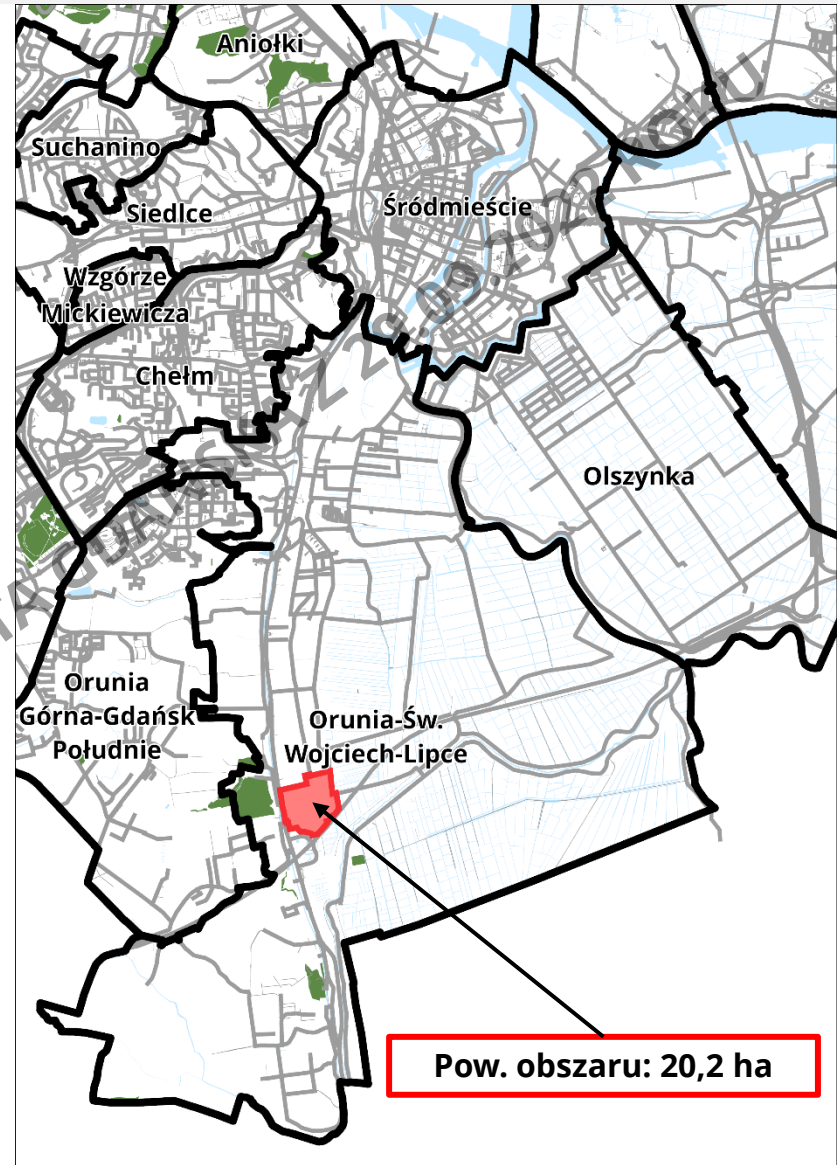 Aniołki
Suchanino
Siedlce
Śródmieście
Wzgórze
Mickiewicza
Chełm
Olszynka
Orunia
Górna-Gdańsk
Południe
Orunia-Św.
Wojciech-Lipce
Pow. obszaru: 20,2 ha